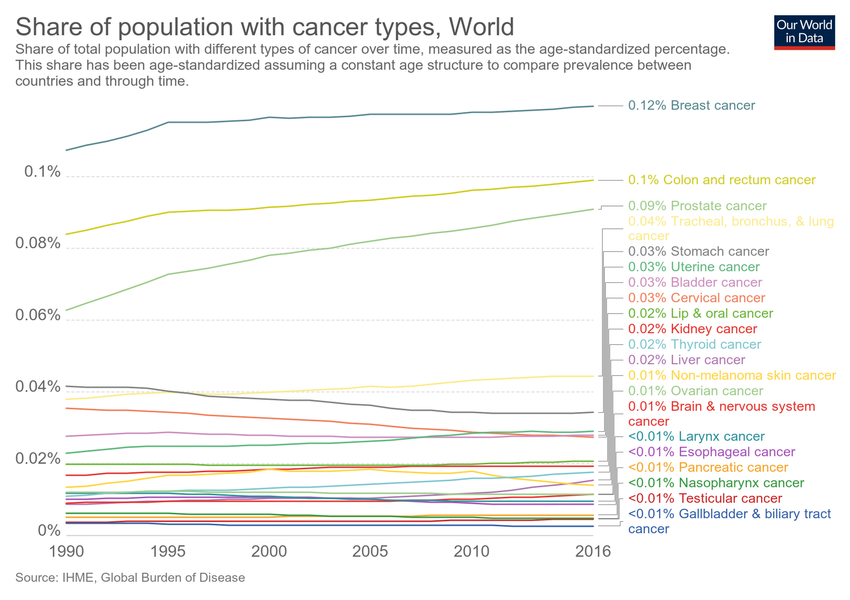 Share of population with cancer types, World
Our World
in Data
Share of total population with different types of cancer over time, measured as the age-standardized percentage.
This share has been age-standardized assuming a constant age structure to compare prevalence between
countries and through time.
0.12% Breast cancer
0.1%
0.1% Colon and rectum cancer
0.09% Prostate cancer
0.04% Tracheal, bronchus, & lung
cancer
0.08%
0.03% Stomach cancer
0.03% Uterine cancer
0.03% Bladder cancer
0.03% Cervical cancer
0.06%
0.02% Lip & oral cancer
0.02% Kidney cancer
0.02% Thyroid cancer
0.02% Liver cancer
0.01% Non-melanoma skin cancer
0.04%
0.01% Ovarian cancer
0.01% Brain & nervous system
cancer
<0.01% Larynx cancer
<0.01% Esophageal cancer
0.02%
<0.01% Pancreatic cancer
<0.01% Nasopharynx cancer
<0.01% Testicular cancer
<0.01% Gallbladder & biliary tract
cancer
0%
1990
1995
2000
2005
2010
2016
Source: IHME, Global Burden of Disease